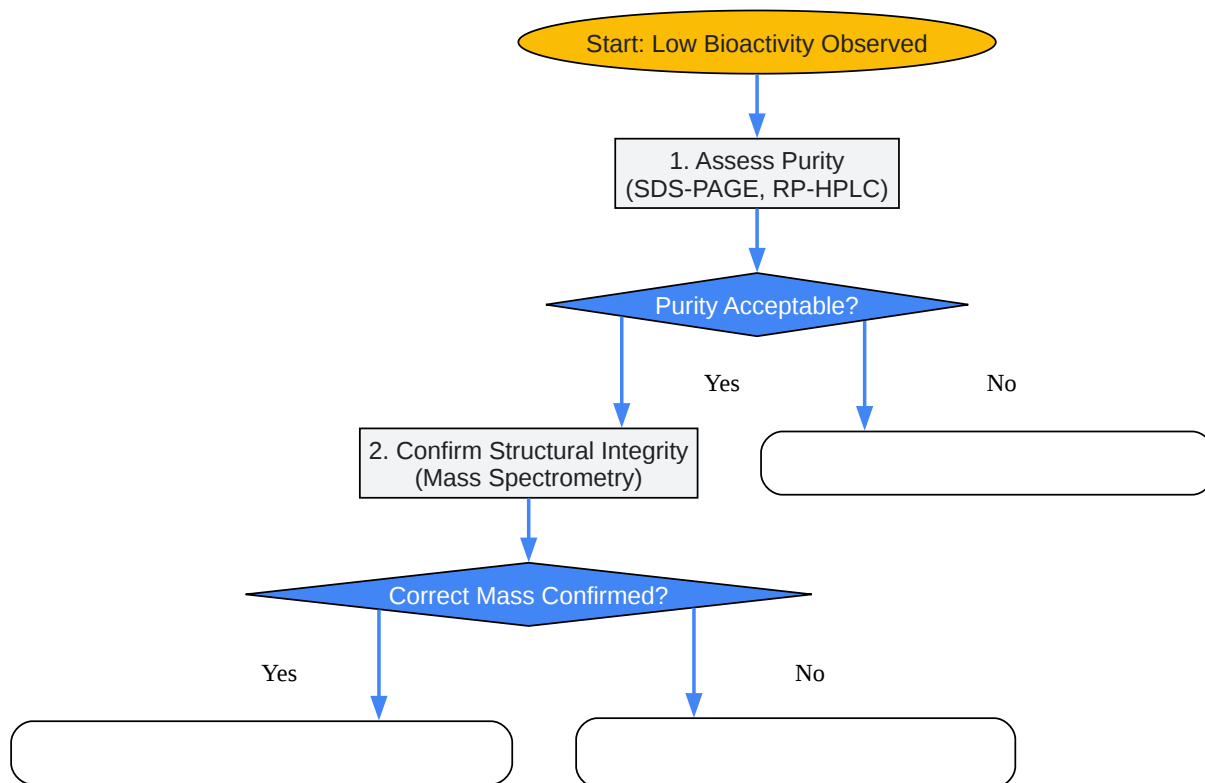 Start: Low Bioactivity Observed
1. Assess Purity
(SDS-PAGE, RP-HPLC)
Purity Acceptable?
Yes
No
2. Confirm Structural Integrity
(Mass Spectrometry)
Correct Mass Confirmed?
Yes
No